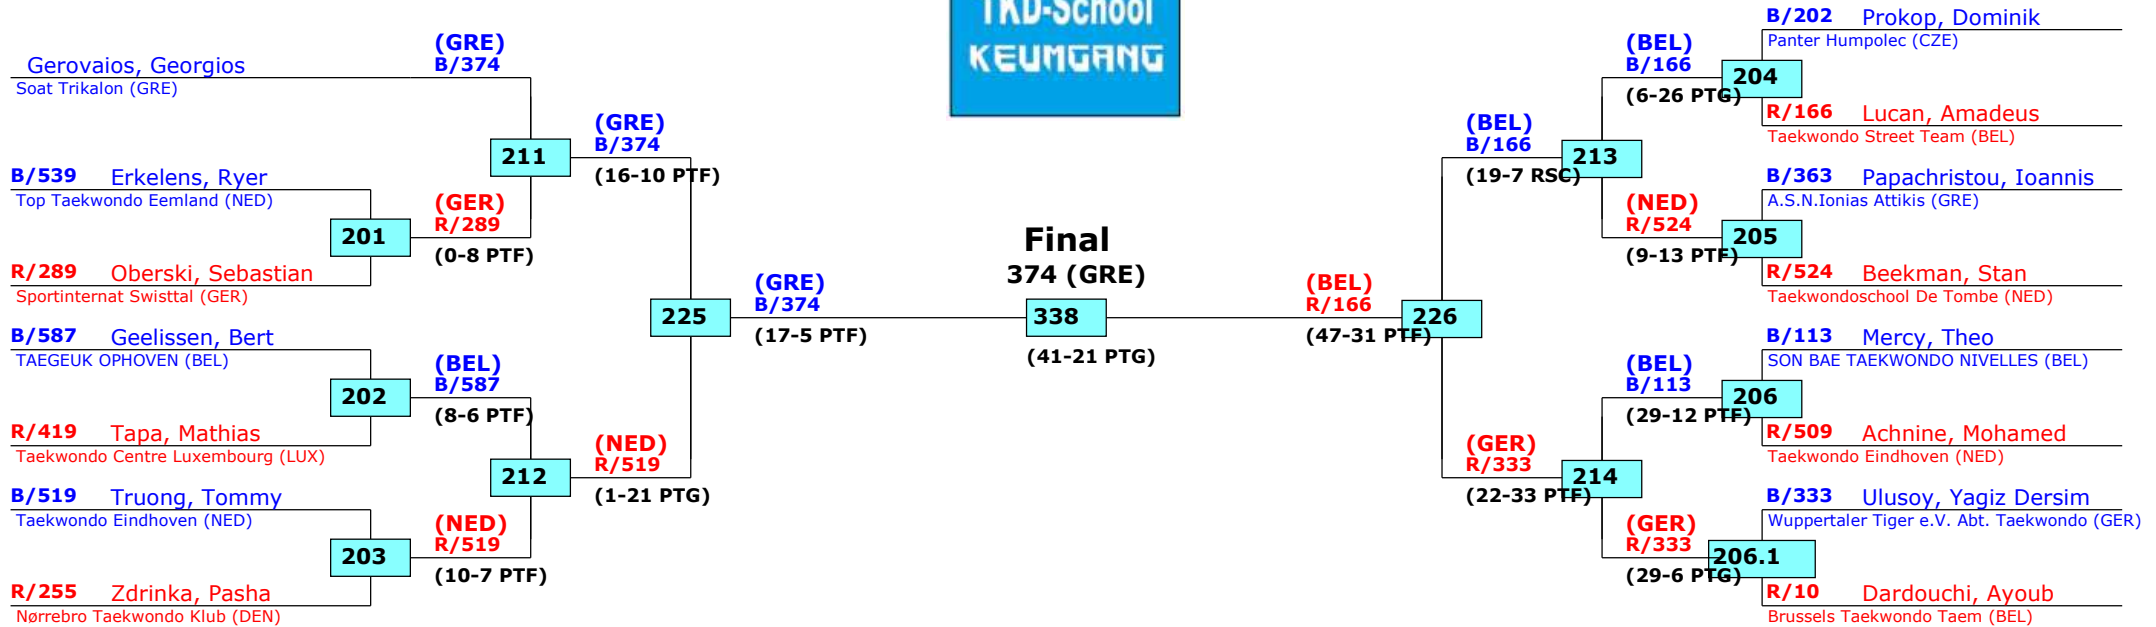 TKD-School
KEUMGANG
Gerovaios, Georgios
Soat Trikalon (GRE)
(GRE)
B/374
B/539 Erkelens, Ryer
Top Taekwondo Eemland (NED)
201
R/289 Oberski, Sebastian
Sportinternat Swisttal (GER)
(GER)
R/289
(0-8 PTF)
211
(GRE)
B/374
(16-10 PTF)
B/587 Geelissen, Bert
TAEGEUK OPHOVEN (BEL)
202
R/419 Tapa, Mathias
Taekwondo Centre Luxembourg (LUX)
(BEL)
B/587
(8-6 PTF)
B/519 Truong, Tommy
Taekwondo Eindhoven (NED)
203
R/255 Zdrinka, Pasha
Nørrebro Taekwondo Klub (DEN)
(NED)
R/519
(10-7 PTF)
212
(NED)
R/519
(1-21 PTG)
225
(GRE)
B/374
(17-5 PTF)
Final
374 (GRE)
338
(41-21 PTG)
(BEL)
R/166
(47-31 PTF)
226
(BEL)
B/166
(19-7 RSC)
213
(BEL)
B/166
(6-26 PTG)
204
B/202 Prokop, Dominik
Panter Humpolec (CZE)
R/166 Lucan, Amadeus
Taekwondo Street Team (BEL)
(NED)
R/524
(9-13 PTF)
205
B/363 Papachristou, Ioannis
A.S.N.Ionias Attikis (GRE)
R/524 Beekman, Stan
Taekwondoschool De Tombe (NED)
(GER)
R/333
(22-33 PTF)
214
(BEL)
B/113
(29-12 PTF)
206
B/113 Mercy, Theo
SON BAE TAEKWONDO NIVELLES (BEL)
R/509 Achnine, Mohamed
Taekwondo Eindhoven (NED)
(GER)
R/333
(29-6 PTG)
206.1
B/333 Ulusoy, Yagiz Dersim
Wuppertaler Tiger e.V. Abt. Taekwondo (GER)
R/10 Dardouchi, Ayoub
Brussels Taekwondo Taem (BEL)